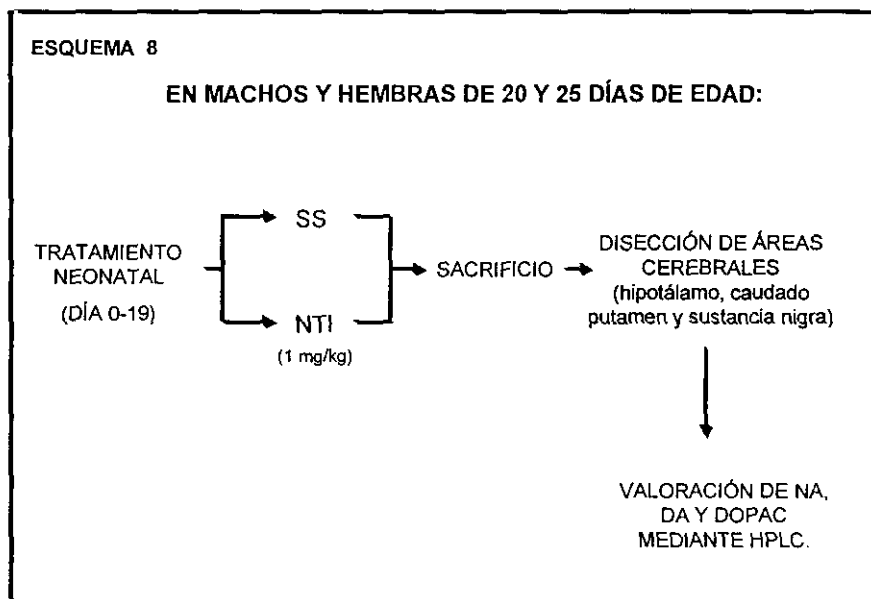 ESQUEMA 8
EN MACHOS Y HEMBRAS DE 20 Y 25 DÍAS DE EDAD:
TRATAMIENTO
NEONATAL
(DÍA 0-19)
SS
NTI
(1 mg/kg)
SACRIFICIO
DISECCIÓN DE ÁREAS
CEREBRALES
(hipotálamo, caudado
putamen y sustancia nigra)
VALORACIÓN DE NA,
DA Y DOPAC
MEDIANTE HPLC.